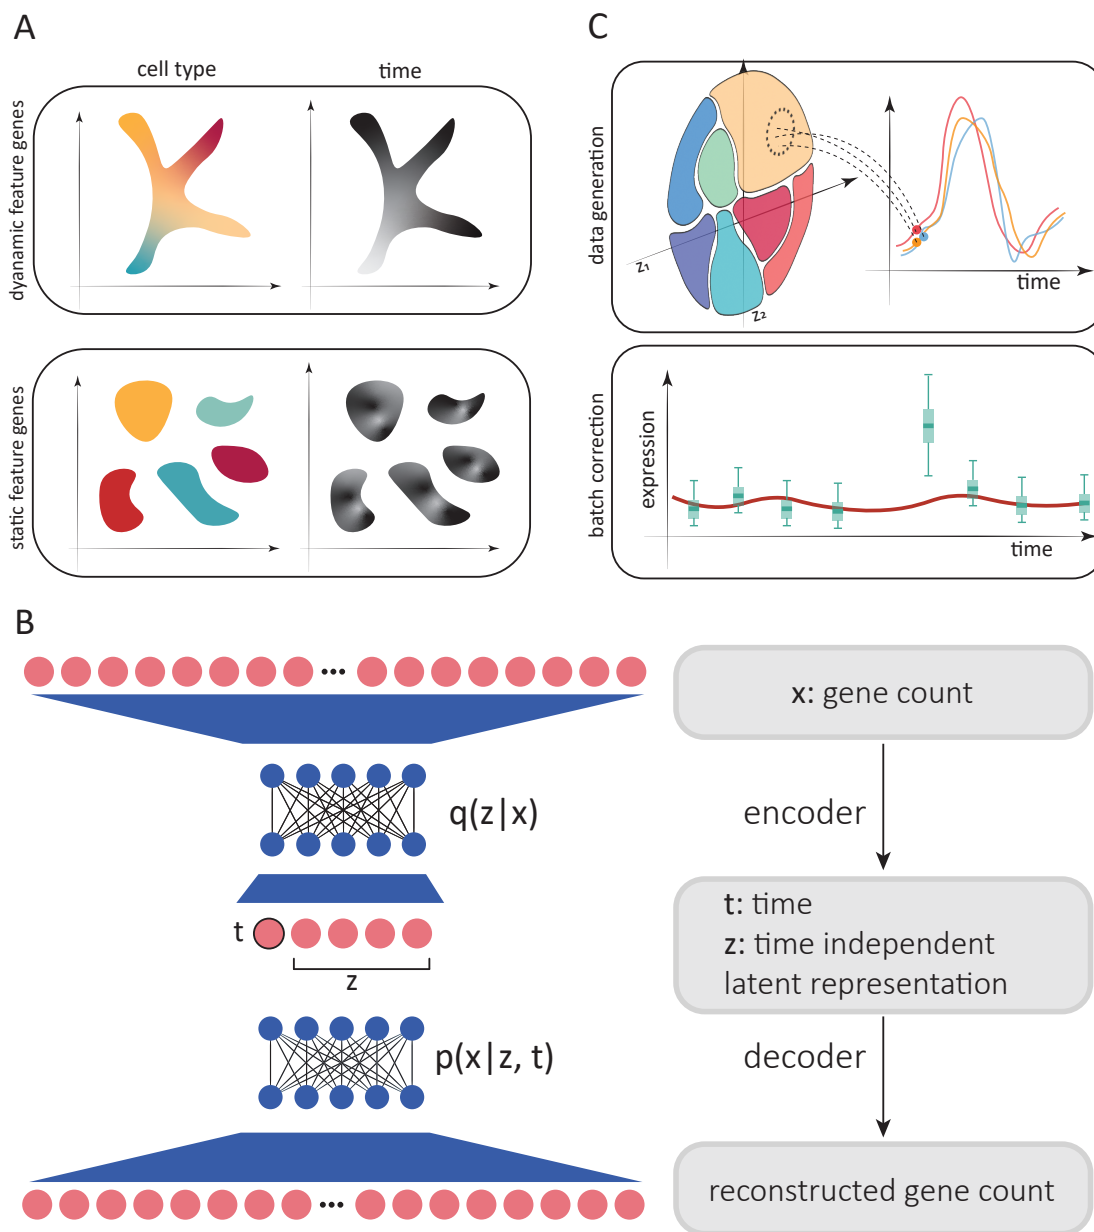 A
cell type
time
dyanamic feature genes
static feature genes
C
data generation
z1
z2
time
batch correction
expression
time
B
...
x: gene count
q(z|x)
encoder
t
z
t: time
z: time independent
latent representation
p(x|z, t)
decoder
...
reconstructed gene count